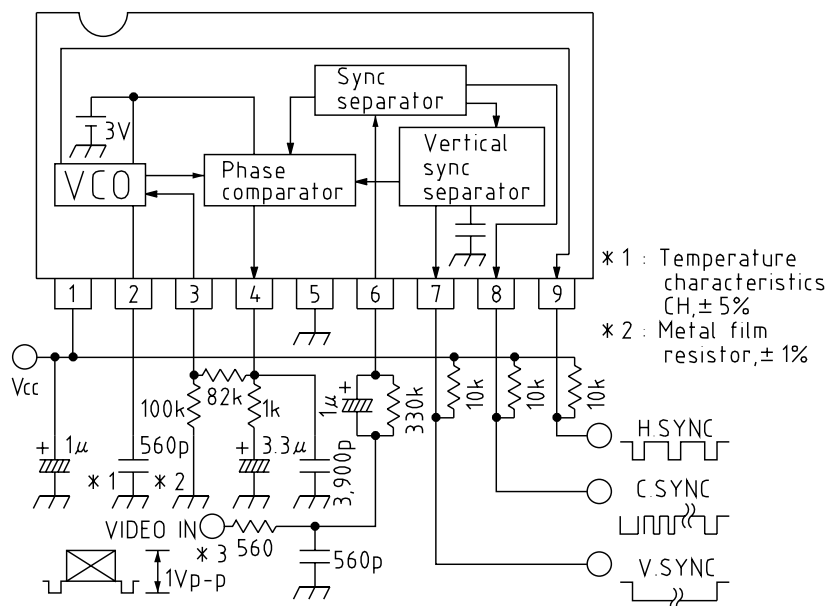 Sync
separator
3V
Vertical
sync
separator
Phase
comparator
VCO
1
2
3
4
5
6
7
8
9
* 1 : Temperature
characteristics
CH, ± 5%
* 2 : Metal film
resistor, ± 1%
Vcc
82k
100k
1k
1μ
330k
10k
10k
10k
+ 1μ
560p
* 1
* 2
+ 3.3μ
3,900p
+
H.SYNC
C.SYNC
V.SYNC
VIDEO IN
* 3
560
560p
1Vp-p